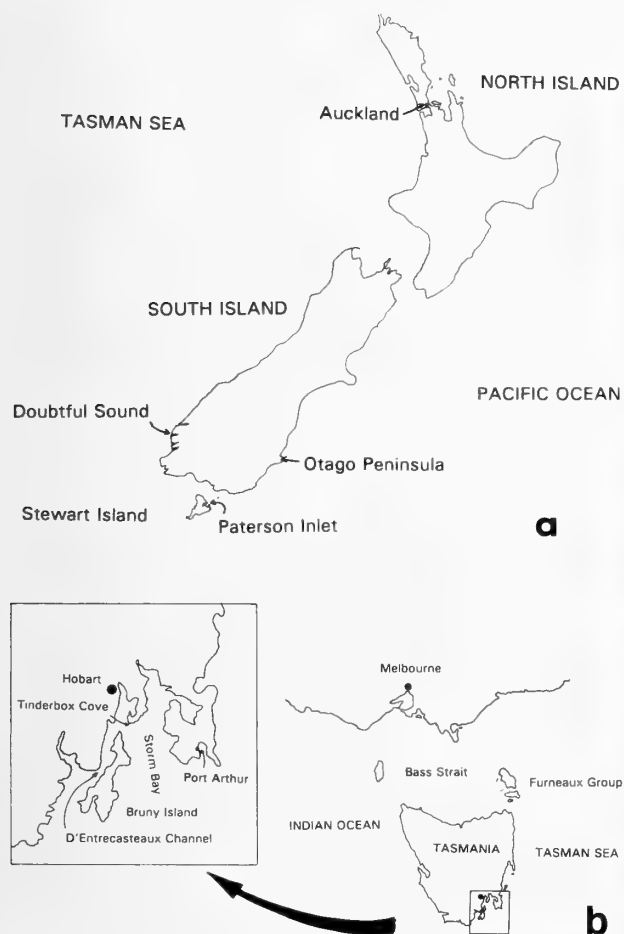 NORTH ISLAND
Auckland
TASMAN SEA
SOUTH ISLAND
PACIFIC OCEAN
Doubtful Sound
Otago Peninsula
Stewart Island
Paterson Inlet
a
Hobart
Tinderbox Cove
Storm Bay
Port Arthur
Bruny Island
D'Entrecasteaux Channel
Melbourne
Bass Strait
Furneaux Group
INDIAN OCEAN
TASMANIA
TASMAN SEA
b